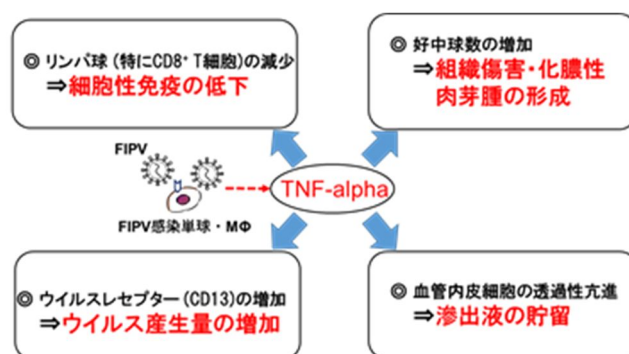 ◎ リンパ球（特にCD8⁺ T細胞）の減少
⇒細胞性免疫の低下
◎ 好中球数の増加
⇒組織傷害・化膿性
肉芽腫の形成
FIPV
TNF-alpha
FIPV感染単球・MΦ
◎ ウイルスレセプター（CD13）の増加
⇒ウイルス産生量の増加
◎ 血管内皮細胞の透過性亢進
⇒滲出液の貯留